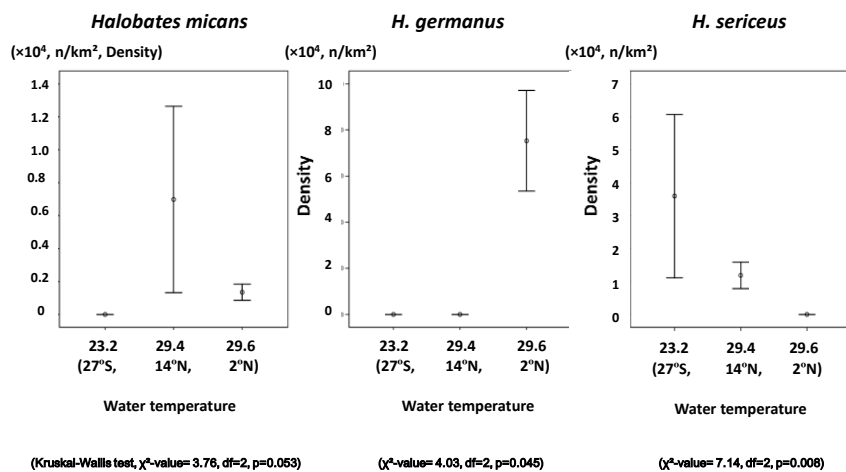 Halobates micans
(×10⁴, n/km², Density)
1.4
1.2
1.0
0.8
0.6
0.4
0.2
0
23.2 29.4 29.6
(27°S, 14°N, 2°N)
Water temperature
(Kruskal-Wallis test, χ²-value= 3.76, df=2, p=0.053)
H. germanus
(×10⁴, n/km²)
Density
10
8
6
4
2
0
23.2 29.4 29.6
(27°S, 14°N, 2°N)
Water temperature
(χ²-value= 4.03, df=2, p=0.045)
H. sericeus
(×10⁴, n/km²)
Density
7
6
5
4
3
2
1
0
23.2 29.4 29.6
(27°S, 14°N, 2°N)
Water temperature
(χ²-value= 7.14, df=2, p=0.008)